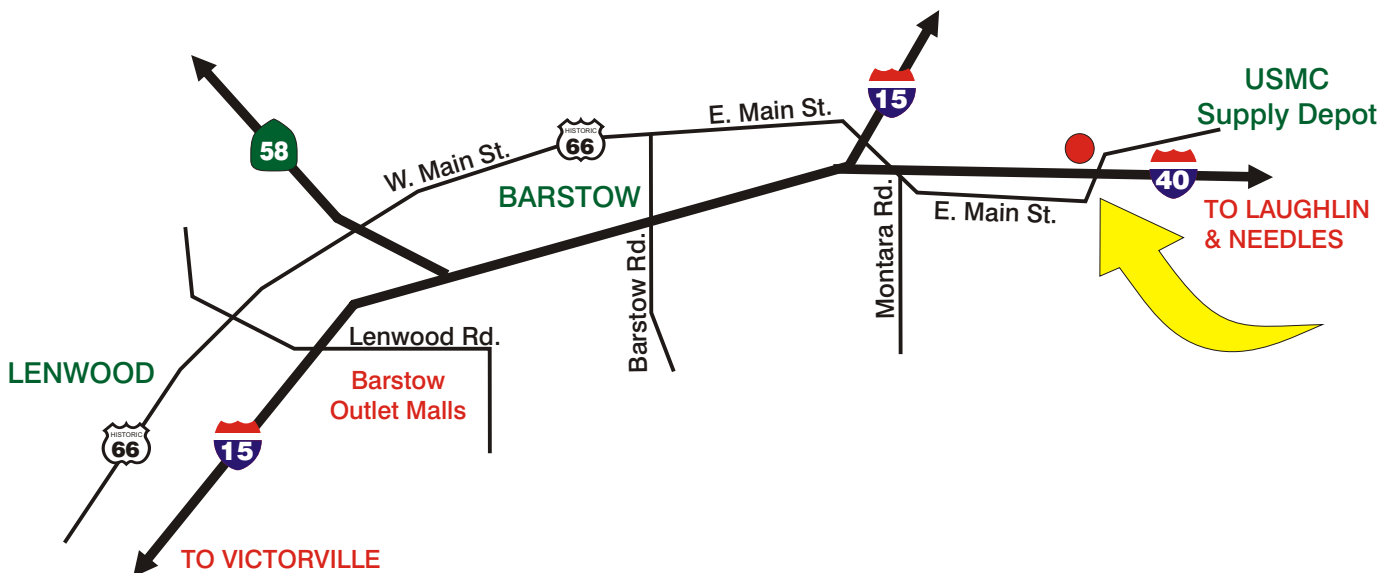 USMC
Supply Depot
15
E. Main St.
HISTORIC
66
58
W. Main St.
BARSTOW
40
TO LAUGHLIN
& NEEDLES
E. Main St.
Montara Rd.
Barstow Rd.
Lenwood Rd.
LENWOOD
Barstow
Outlet Malls
HISTORIC
66
15
TO VICTORVILLE